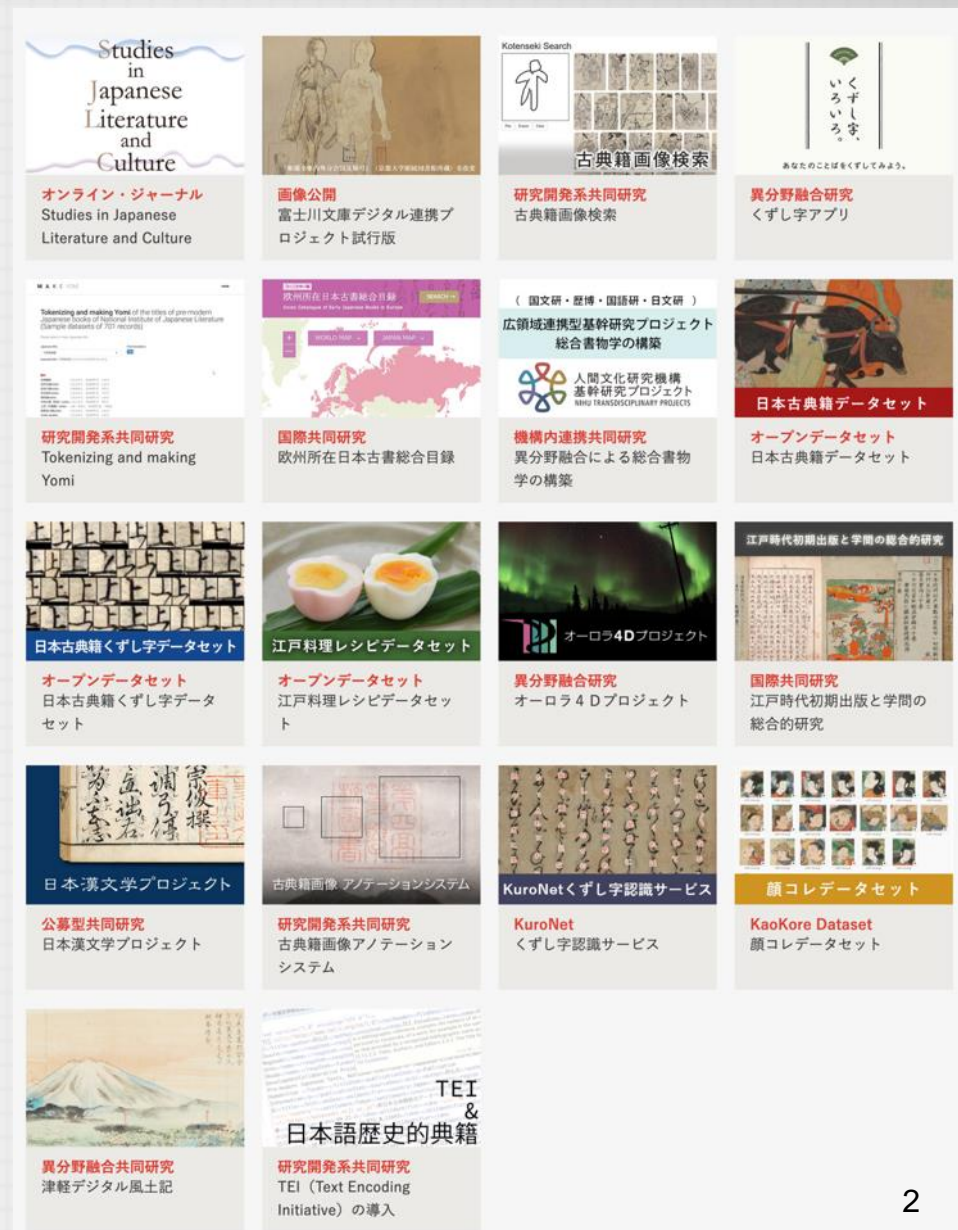 Studies
in
Japanese
Literature
and
Culture
オンライン・ジャーナル
Studies in Japanese
Literature and Culture
画像公開
富士川文庫デジタル連携プ
ロジェクト試行版
Kotenseki Search
古典籍画像検索
研究開発系共同研究
古典籍画像検索
くずし字、
いろいろ。
あなたのことばをくずしてみよう。
異分野融合研究
くずし字アプリ
Tokenizing and making Yomi of the titles of pre-modern
Japanese books of National Institute of Japanese Literature
(Sample datasets of 701 records)
研究開発系共同研究
Tokenizing and making
Yomi
欧州所在日本古書総合目録
SEARCH
WORLD MAP
JAPAN MAP
国際共同研究
欧州所在日本古書総合目録
( 国文研・歴博・国語研・日文研 )
広領域連携型基幹研究プロジェクト
総合書物学の構築
人間文化研究機構
基幹研究プロジェクト
NIHU TRANSDISCIPLINARY PROJECTS
機構内連携共同研究
異分野融合による総合書物
学の構築
日本古典籍データセット
オープンデータセット
日本古典籍データセット
日本古典籍くずし字データセット
オープンデータセット
日本古典籍くずし字データ
セット
江戸料理レシピデータセット
オープンデータセット
江戸料理レシピデータセッ
ト
オーロラ4Dプロジェクト
異分野融合研究
オーロラ4Dプロジェクト
江戸時代初期出版と学問の総合的研究
国際共同研究
江戸時代初期出版と学問の
総合的研究
日本漢文学プロジェクト
公募型共同研究
日本漢文学プロジェクト
古典籍画像 アノテーションシステム
研究開発系共同研究
古典籍画像アノテーション
システム
KuroNetくずし字認識サービス
KuroNet
くずし字認識サービス
顔コレデータセット
KaoKore Dataset
顔コレデータセット
異分野融合共同研究
津軽デジタル風土記
TEI
&
日本語歴史的典籍
研究開発系共同研究
TEI（Text Encoding
Initiative）の導入
2